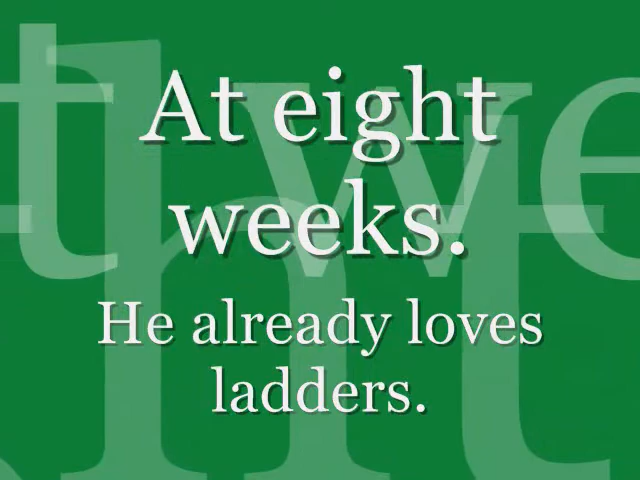 At eight
weeks.
He already loves
ladders.